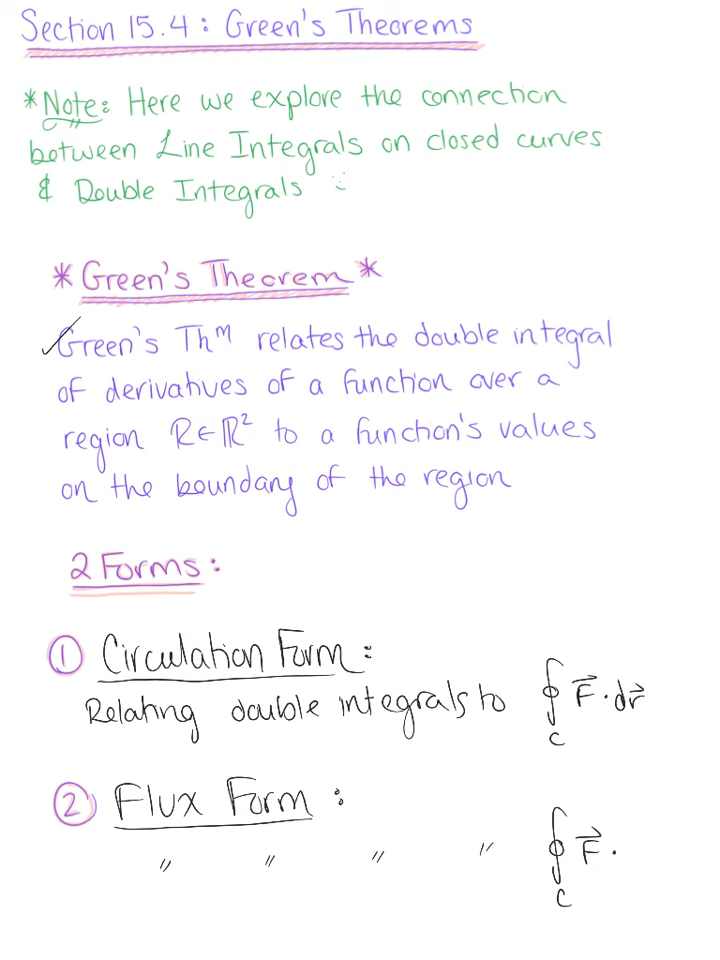 Section 15.4: Green's Theorems
*Note: Here we explore the connection
between Line Integrals on closed curves
& Double Integrals
*Green's Theorem*
Green's Thᴹ relates the double integral
of derivatives of a function over a
region R∈ℝ² to a function's values
on the boundary of the region
2 Forms:
① Circulation Form:
Relating double integrals to ∮_C F⃗·dr⃗
② Flux Form:
" " " " ∮_C F⃗·